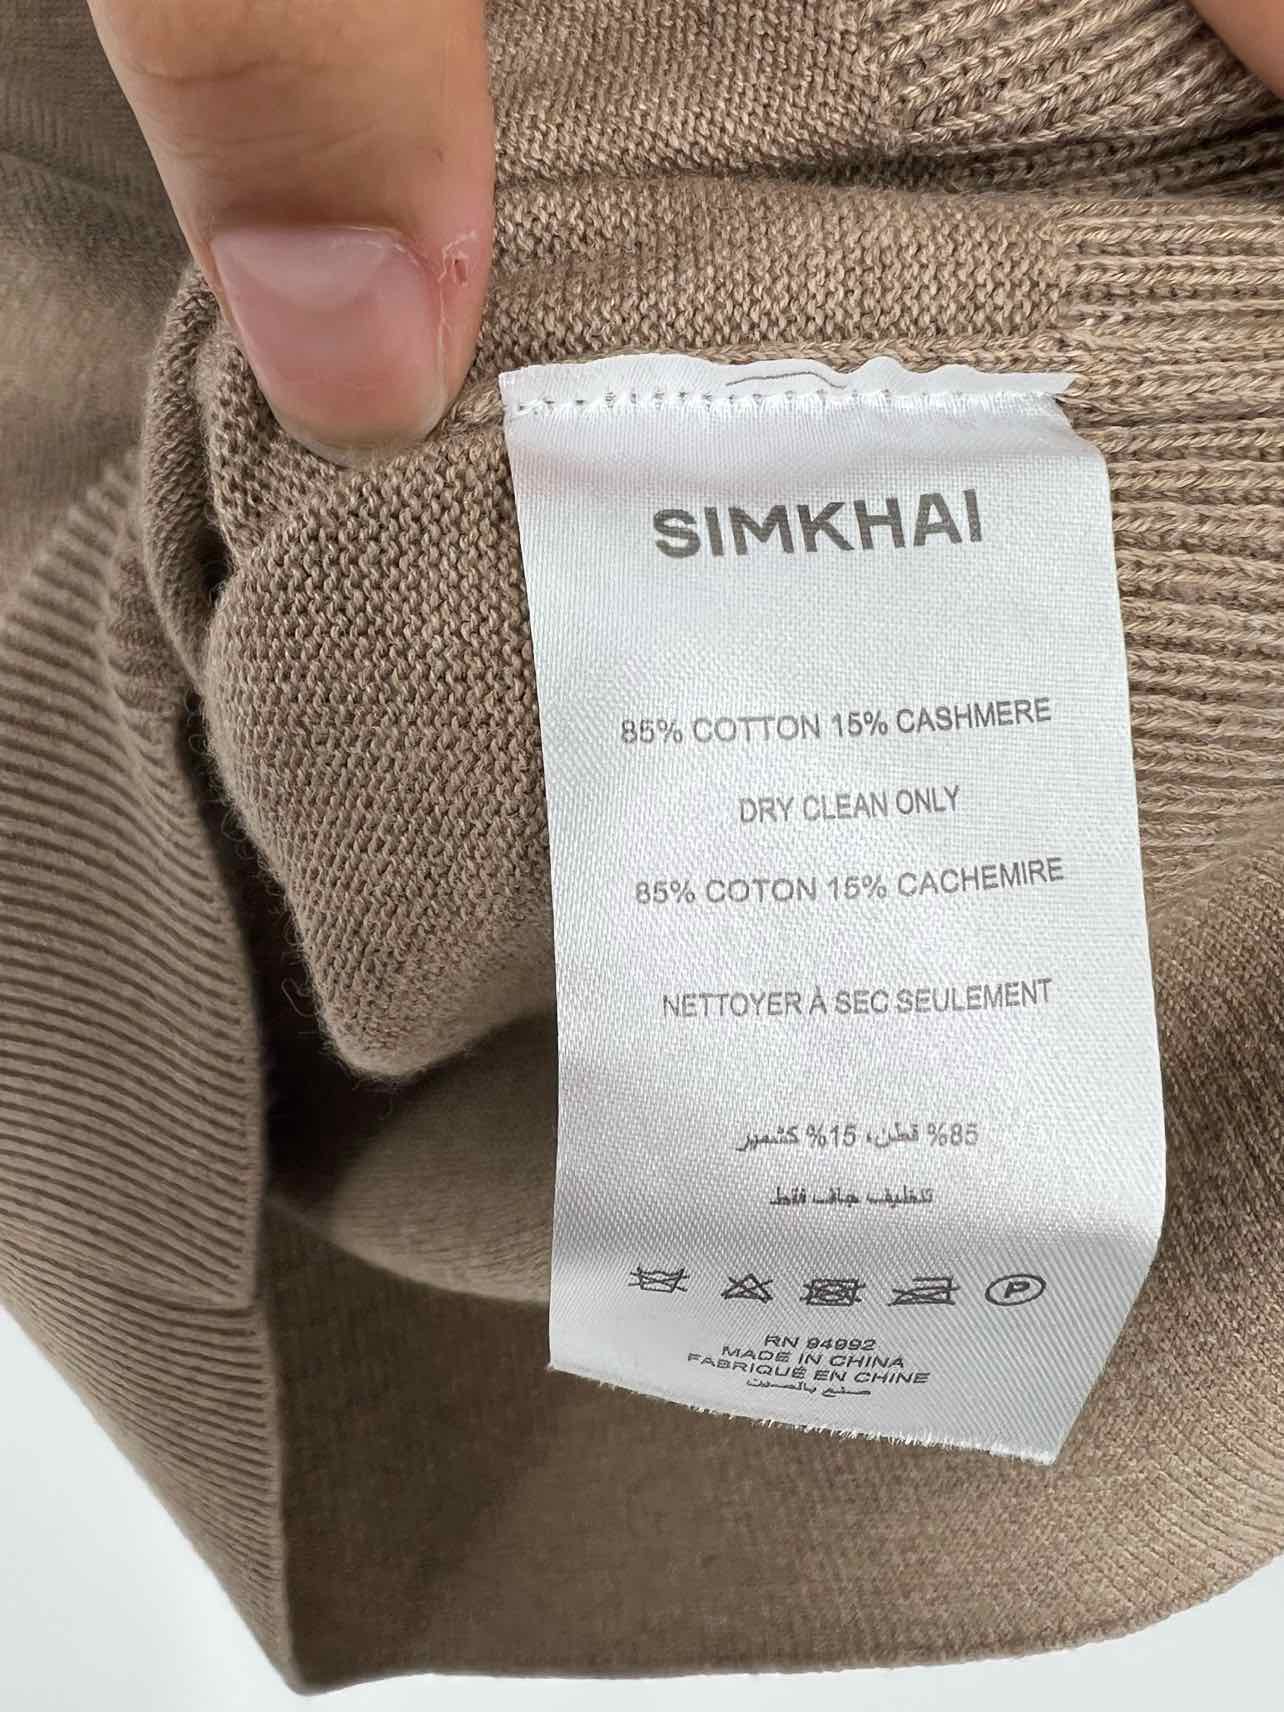 SIMKHAI
85% COTTON 15% CASHMERE
DRY CLEAN ONLY
85% COTON 15% CACHEMIRE
NETTOYER À SEC SEULEMENT
85% قطن، 15% كشمير
تنظيف جاف فقط
P
RN 94992
MADE IN CHINA
FABRIQUÉ EN CHINE
صنع بالصين